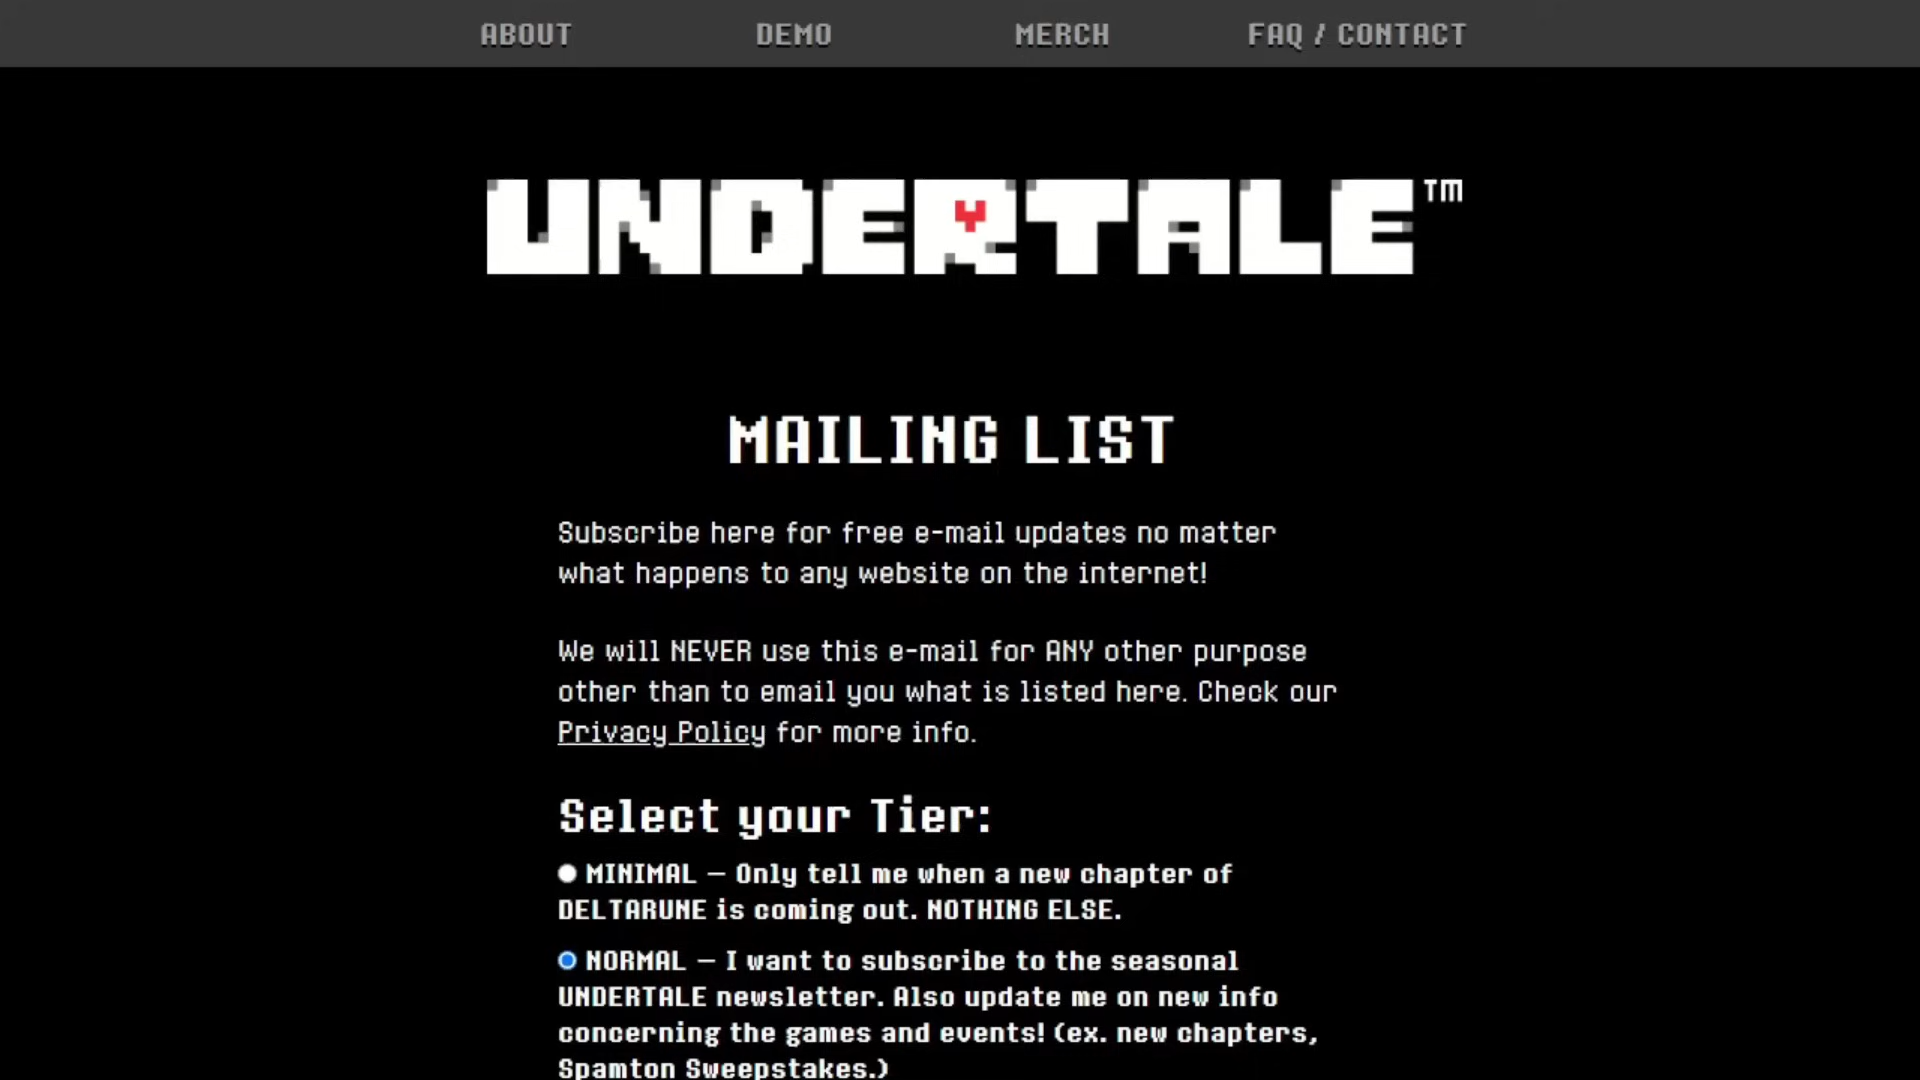 ABOUT DEMO MERCH FAQ / CONTACT
UNDERTALE™
MAILING LIST
Subscribe here for free e-mail updates no matter
what happens to any website on the internet!
We will NEVER use this e-mail for ANY other purpose
other than to email you what is listed here. Check our
Privacy Policy for more info.
Select your Tier:
MINIMAL — Only tell me when a new chapter of
DELTARUNE is coming out. NOTHING ELSE.
NORMAL — I want to subscribe to the seasonal
UNDERTALE newsletter. Also update me on new info
concerning the games and events! (ex. new chapters,
Spamton Sweepstakes.)